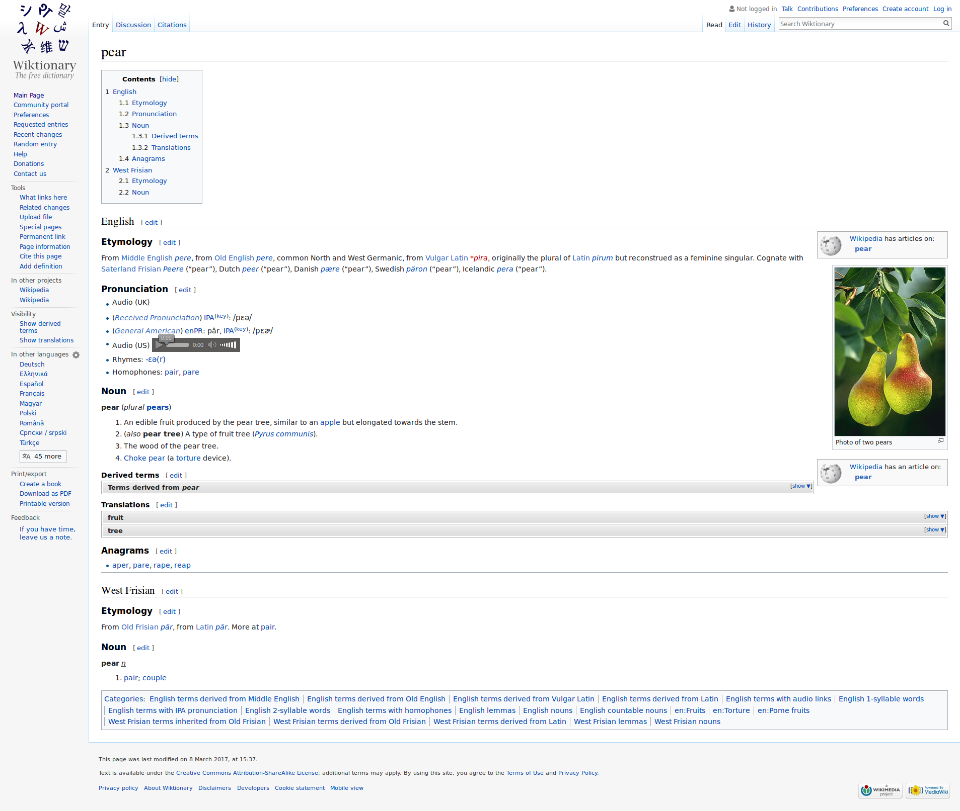 Wiktionary
The free dictionary
Main Page
Community portal
Preferences
Requested entries
Recent changes
Random entry
Help
Donations
Contact us
Tools
What links here
Related changes
Upload file
Special pages
Permanent link
Page information
Cite this page
Add definition
In other projects
Wikipedia
Wikipedia
Visibility
Show derived
terms
Show translations
In other languages
Deutsch
Ελληνικά
Español
Français
Magyar
Polski
Română
Српски / srpski
Türkçe
45 more
Print/export
Create a book
Download as PDF
Printable version
Feedback
If you have time,
leave us a note.
Not logged in Talk Contributions Preferences Create account Log in
Entry Discussion Citations Read Edit History Search Wiktionary
pear
Contents [hide]
1 English
1.1 Etymology
1.2 Pronunciation
1.3 Noun
1.3.1 Derived terms
1.3.2 Translations
1.4 Anagrams
2 West Frisian
2.1 Etymology
2.2 Noun
English [ edit ]
Etymology [ edit ]
From Middle English pere, from Old English pere, common North and West Germanic, from Vulgar Latin *pira, originally the plural of Latin pirum but reconstrued as a feminine singular. Cognate with
Saterland Frisian Peere (“pear”), Dutch peer (“pear”), Danish pære (“pear”), Swedish päron (“pear”), Icelandic pera (“pear”).
Wikipedia has articles on:
pear
Pronunciation [ edit ]
• Audio (UK)
• (Received Pronunciation) IPA(key): /pɛə/
• (General American) enPR: pâr, IPA(key): /pɛɚ/
• Audio (US) 0:00
• Rhymes: -ɛə(r)
• Homophones: pair, pare
Photo of two pears
Noun [ edit ]
pear (plural pears)
1. An edible fruit produced by the pear tree, similar to an apple but elongated towards the stem.
2. (also pear tree) A type of fruit tree (Pyrus communis).
3. The wood of the pear tree.
4. Choke pear (a torture device).
Wikipedia has an article on:
pear
Derived terms [ edit ]
Terms derived from pear [show ▼]
Translations [ edit ]
fruit [show ▼]
tree [show ▼]
Anagrams [ edit ]
• aper, pare, rape, reap
West Frisian [ edit ]
Etymology [ edit ]
From Old Frisian pār, from Latin pār. More at pair.
Noun [ edit ]
pear n
1. pair; couple
Categories: English terms derived from Middle English | English terms derived from Old English | English terms derived from Vulgar Latin | English terms derived from Latin | English terms with audio links | English 1-syllable words
| English terms with IPA pronunciation | English 2-syllable words | English terms with homophones | English lemmas | English nouns | English countable nouns | en:Fruits | en:Torture | en:Pome fruits
| West Frisian terms inherited from Old Frisian | West Frisian terms derived from Old Frisian | West Frisian terms derived from Latin | West Frisian lemmas | West Frisian nouns
This page was last modified on 8 March 2017, at 15:37.
Text is available under the Creative Commons Attribution-ShareAlike License; additional terms may apply. By using this site, you agree to the Terms of Use and Privacy Policy.
Privacy policy About Wiktionary Disclaimers Developers Cookie statement Mobile view
WIKIMEDIA
project
Powered By
MediaWiki